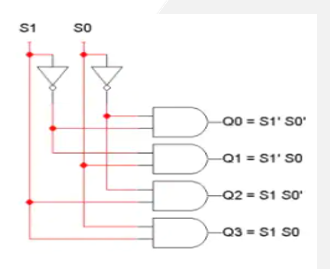 S1 S0
Q0 = S1' S0'
Q1 = S1' S0
Q2 = S1 S0'
Q3 = S1 S0